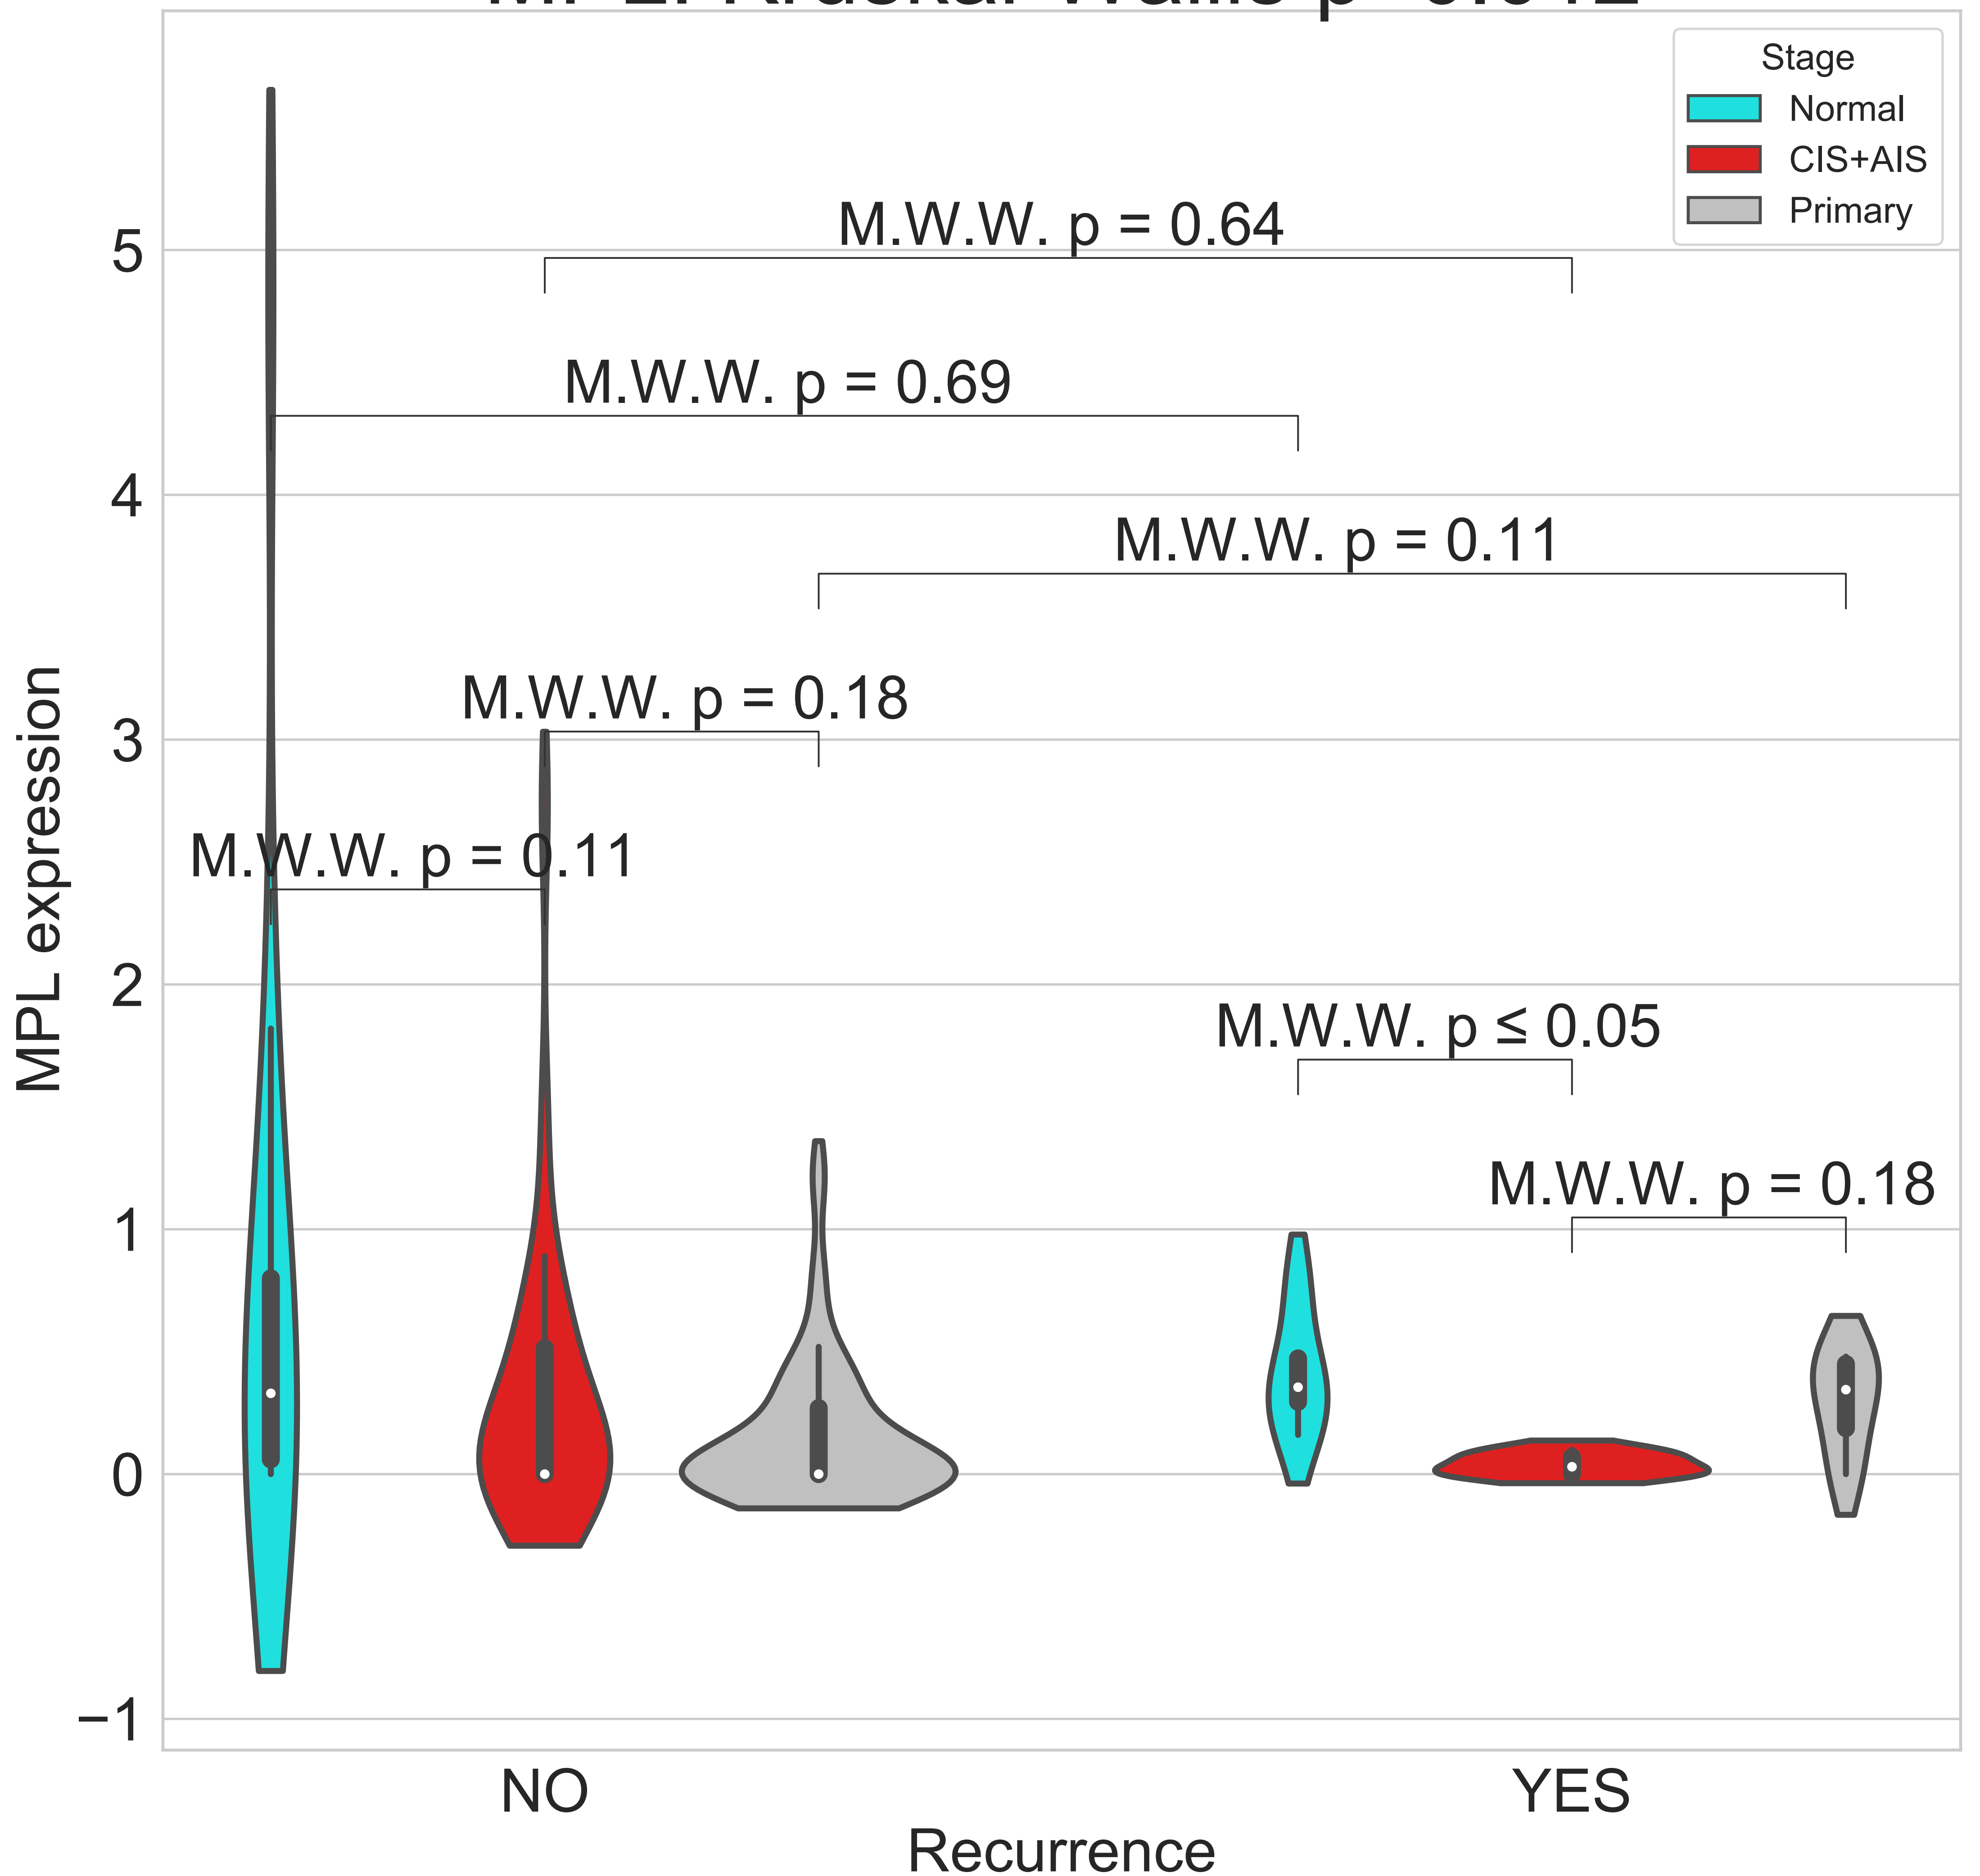 Stage
Normal
CIS+AIS
Primary
M.W.W. p = 0.64
M.W.W. p = 0.69
M.W.W. p = 0.11
M.W.W. p = 0.18
M.W.W. p = 0.11
M.W.W. p ≤ 0.05
M.W.W. p = 0.18
5
4
3
2
1
0
−1
MPL expression
NO
YES
Recurrence